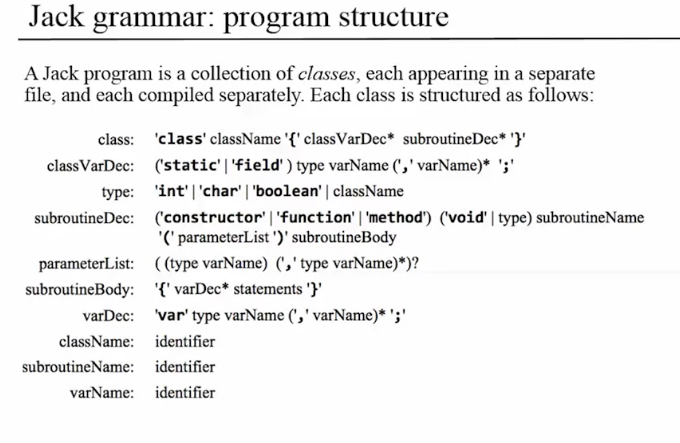 Jack grammar: program structure
A Jack program is a collection of classes, each appearing in a separate
file, and each compiled separately. Each class is structured as follows:
class: 'class' className '{' classVarDec* subroutineDec* '}'
classVarDec: ('static' | 'field' ) type varName (',' varName)* ';'
type: 'int' | 'char' | 'boolean' | className
subroutineDec: ('constructor' | 'function' | 'method') ('void' | type) subroutineName
'(' parameterList ')' subroutineBody
parameterList: ( (type varName) (',' type varName)*)?
subroutineBody: '{' varDec* statements '}'
varDec: 'var' type varName (',' varName)* ';'
className: identifier
subroutineName: identifier
varName: identifier